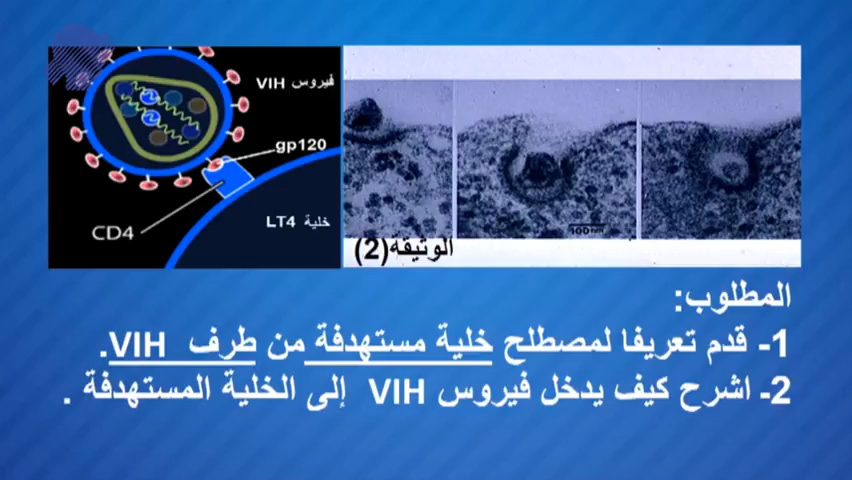 فيروس VIH
gp120
CD4
خلية LT4
100 nm
الوثيقة(2)
المطلوب:
1- قدم تعريفا لمصطلح خلية مستهدفة من طرف VIH.
2- اشرح كيف يدخل فيروس VIH إلى الخلية المستهدفة .